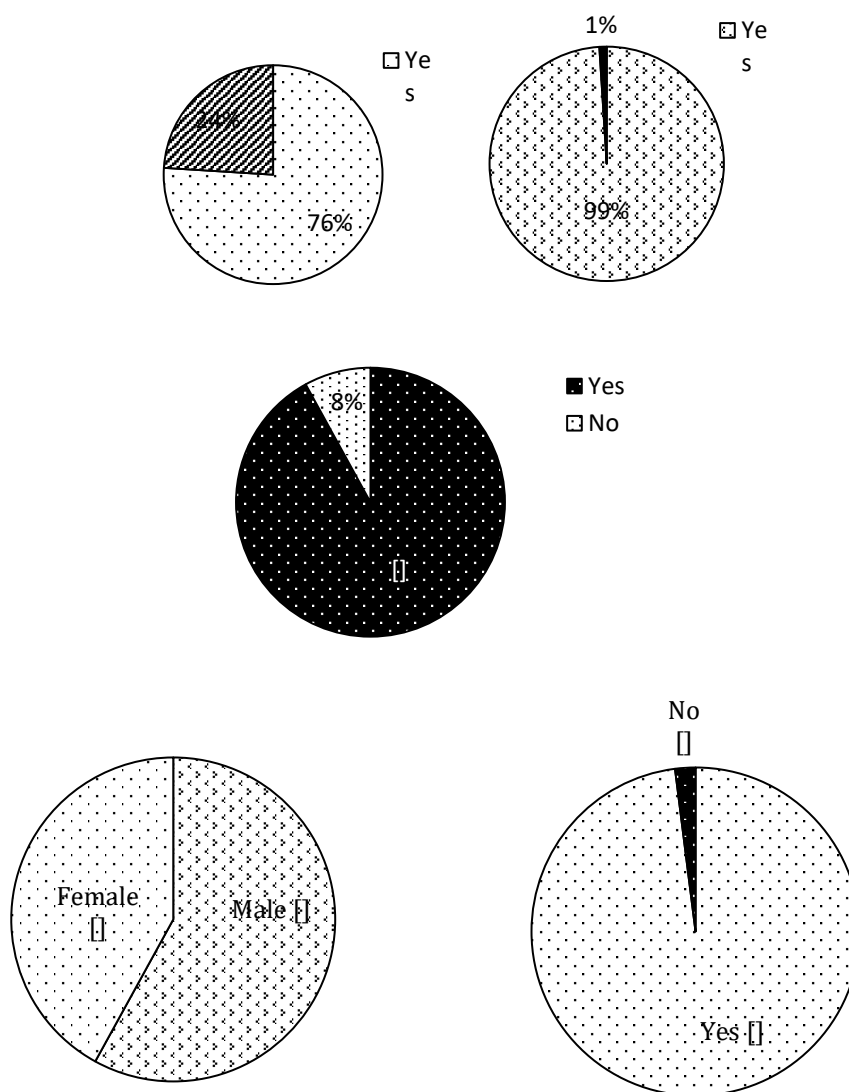 1%
Ye
s
Ye
s
24%
99%
76%
Yes
8%
No
[]
No
[]
Female
[]
Male []
Yes []